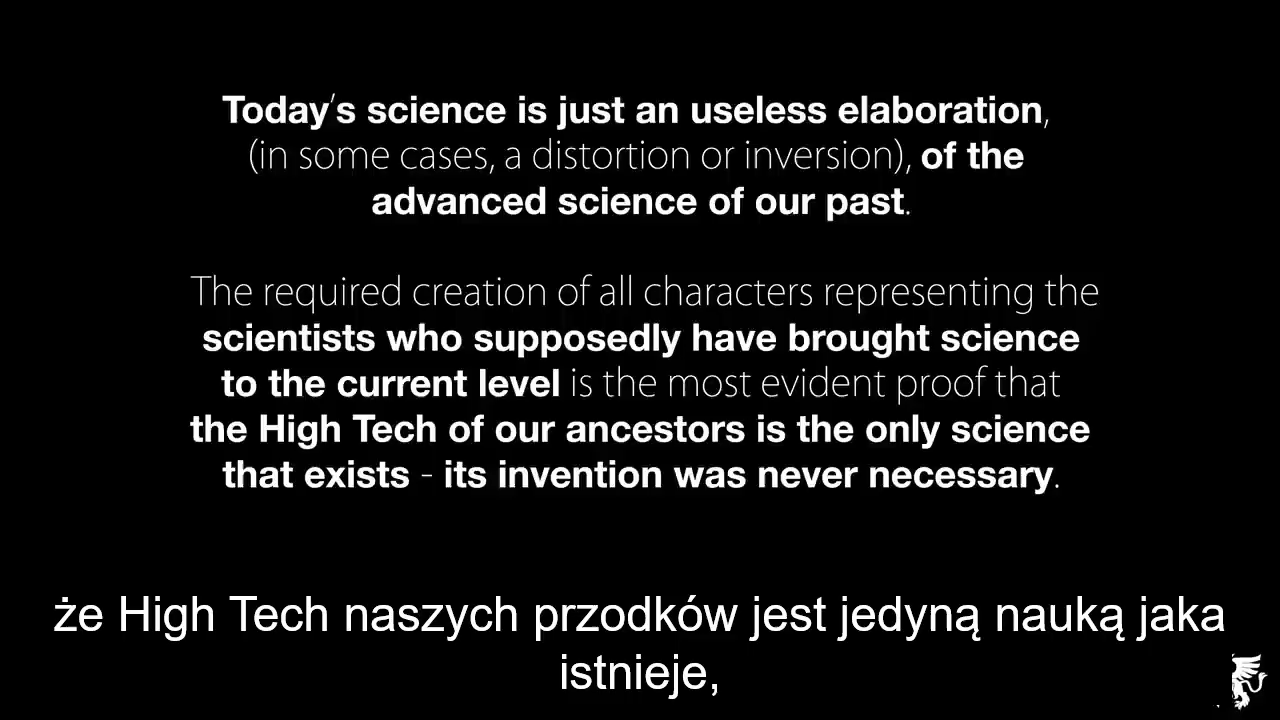 Today's science is just an useless elaboration,
(in some cases, a distortion or inversion), of the
advanced science of our past.
The required creation of all characters representing the
scientists who supposedly have brought science
to the current level is the most evident proof that
the High Tech of our ancestors is the only science
that exists - its invention was never necessary.
że High Tech naszych przodków jest jedyną nauką jaka
istnieje,